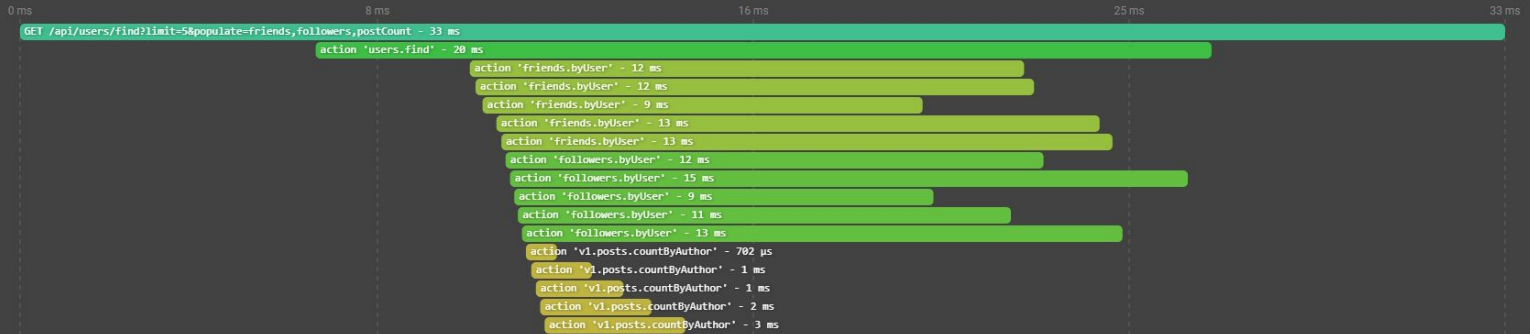 0 ms 8 ms 16 ms 25 ms 33 ms
GET /api/users/find?limit=5&populate=friends,followers,postCount - 33 ms
action 'users.find' - 20 ms
action 'friends.byUser' - 12 ms
action 'friends.byUser' - 12 ms
action 'friends.byUser' - 9 ms
action 'friends.byUser' - 13 ms
action 'friends.byUser' - 13 ms
action 'followers.byUser' - 12 ms
action 'followers.byUser' - 15 ms
action 'followers.byUser' - 9 ms
action 'followers.byUser' - 11 ms
action 'followers.byUser' - 13 ms
action 'v1.posts.countByAuthor' - 702 μs
action 'v1.posts.countByAuthor' - 1 ms
action 'v1.posts.countByAuthor' - 1 ms
action 'v1.posts.countByAuthor' - 2 ms
action 'v1.posts.countByAuthor' - 3 ms